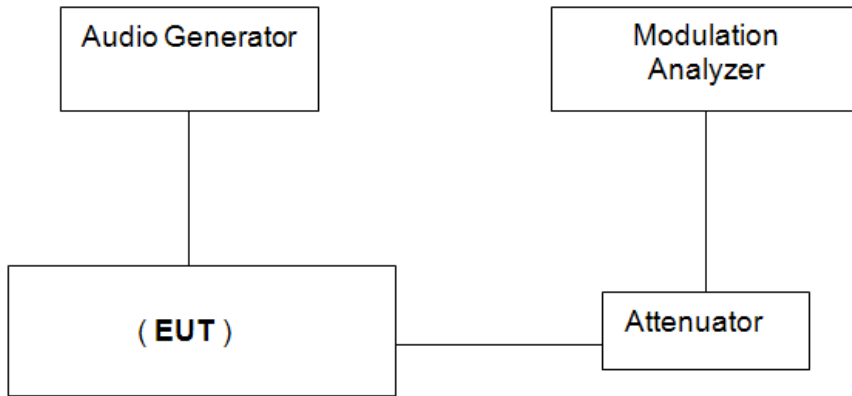 Audio Generator
Modulation
Analyzer
( EUT )
Attenuator